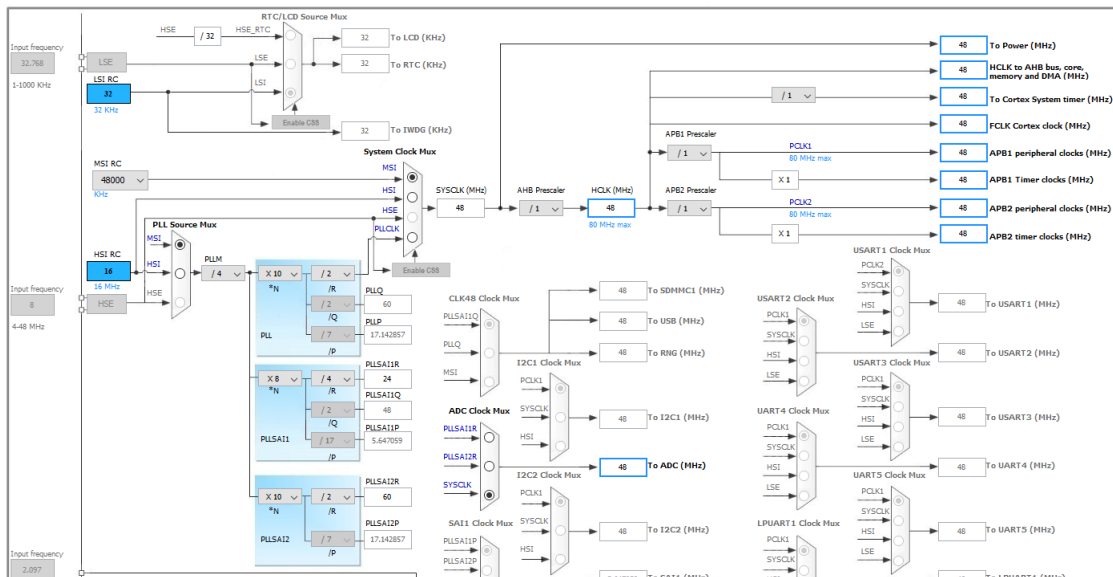 RTC/LCD Source Mux
HSE
/ 32
HSE_RTC
32
To LCD (KHz)
Input frequency
32.768
1-1000 KHz
LSE
LSE
32
To RTC (KHz)
LSI RC
32
32 KHz
LSI
Enable CSS
32
To IWDG (KHz)
48
To Power (MHz)
48
HCLK to AHB bus, core,
memory and DMA (MHz)
/ 1
48
To Cortex System timer (MHz)
48
FCLK Cortex clock (MHz)
System Clock Mux
MSI RC
48000
KHz
MSI
HSI
HSE
PLLCLK
Enable CSS
SYSCLK (MHz)
48
AHB Prescaler
/ 1
HCLK (MHz)
48
80 MHz max
APB1 Prescaler
/ 1
PCLK1
80 MHz max
48
APB1 peripheral clocks (MHz)
X 1
48
APB1 Timer clocks (MHz)
APB2 Prescaler
/ 1
PCLK2
80 MHz max
48
APB2 peripheral clocks (MHz)
X 1
48
APB2 timer clocks (MHz)
PLL Source Mux
MSI
HSI
HSE
HSI RC
16
16 MHz
Input frequency
8
4-48 MHz
HSE
PLLM
/ 4
X 10
*N
/ 2
/R
PLLQ
/ 2
60
/Q
PLLP
PLL
/ 7
17.142857
/P
PLLSAI1R
X 8
*N
/ 4
24
/R
PLLSAI1Q
/ 2
48
/Q
PLLSAI1P
PLLSAI1
/ 17
5.647059
/P
PLLSAI2R
X 10
*N
/ 2
60
/R
PLLSAI2P
PLLSAI2
/ 7
17.142857
/P
Input frequency
2.097
CLK48 Clock Mux
PLLSAI1Q
PLLQ
MSI
48
To SDMMC1 (MHz)
48
To USB (MHz)
48
To RNG (MHz)
I2C1 Clock Mux
PCLK1
SYSCLK
HSI
48
To I2C1 (MHz)
ADC Clock Mux
PLLSAI1R
PLLSAI2R
SYSCLK
48
To ADC (MHz)
I2C2 Clock Mux
PCLK1
SYSCLK
HSI
48
To I2C2 (MHz)
SAI1 Clock Mux
PLLSAI1P
PLLSAI2P
USART1 Clock Mux
PCLK2
SYSCLK
HSI
LSE
48
To USART1 (MHz)
USART2 Clock Mux
PCLK1
SYSCLK
HSI
LSE
48
To USART2 (MHz)
USART3 Clock Mux
PCLK1
SYSCLK
HSI
LSE
48
To USART3 (MHz)
UART4 Clock Mux
PCLK1
SYSCLK
HSI
LSE
48
To UART4 (MHz)
UART5 Clock Mux
PCLK1
SYSCLK
HSI
LSE
48
To UART5 (MHz)
LPUART1 Clock Mux
PCLK1
SYSCLK